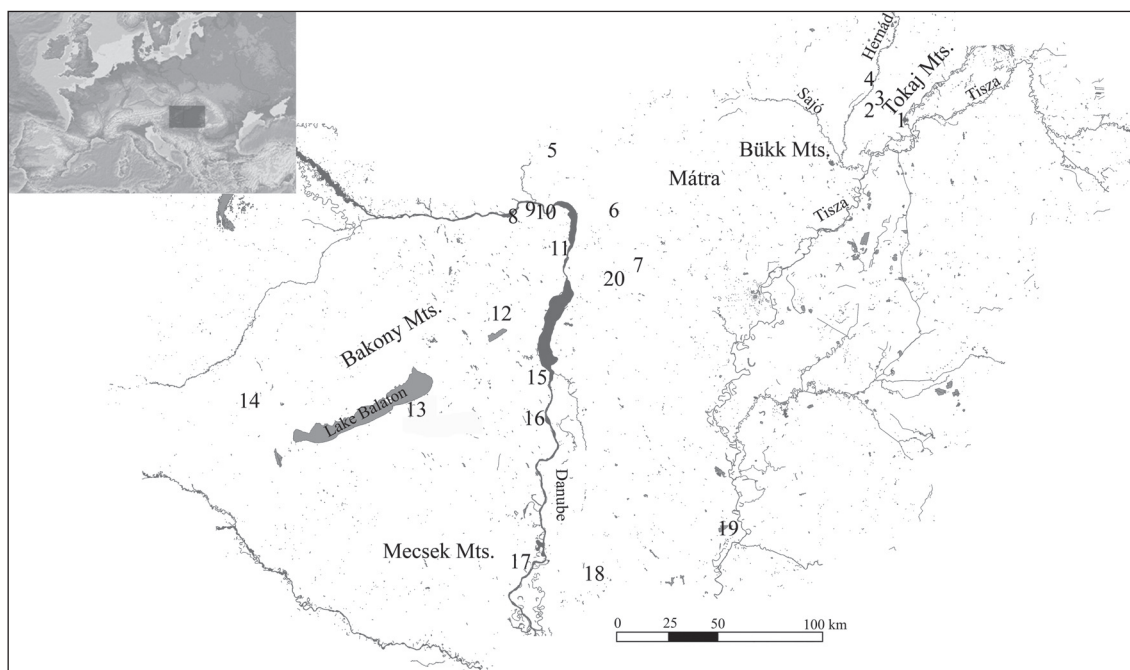 Hernád
4
Tokaj Mts.
Sajó
3
Tisza
2
1
5
Bükk Mts.
Mátra
8
9
10
6
Tisza
11
7
20
12
Bakony Mts.
15
14
Lake Balaton
13
16
Danube
19
Mecsek Mts.
17
18
0 25 50 100 km